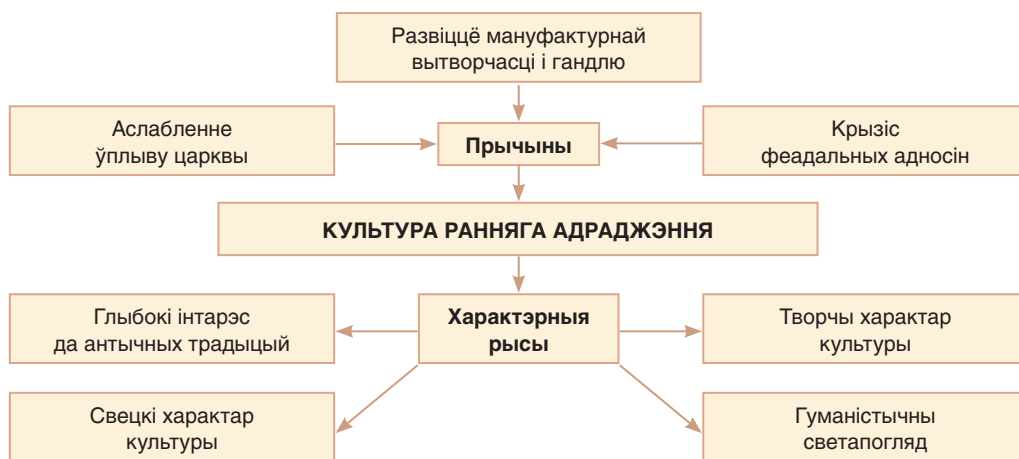 Развіццё мануфактурнай
вытворчасці і гандлю
Аслабленне
ўплыву царквы
Прычыны
Крызіс
феадальных адносін
КУЛЬТУРА РАННЯГА АДРАДЖЭННЯ
Глыбокі інтарэс
да антычных традыцый
Характэрныя
рысы
Творчы характар
культуры
Свецкі характар
культуры
Гуманістычны
светапогляд